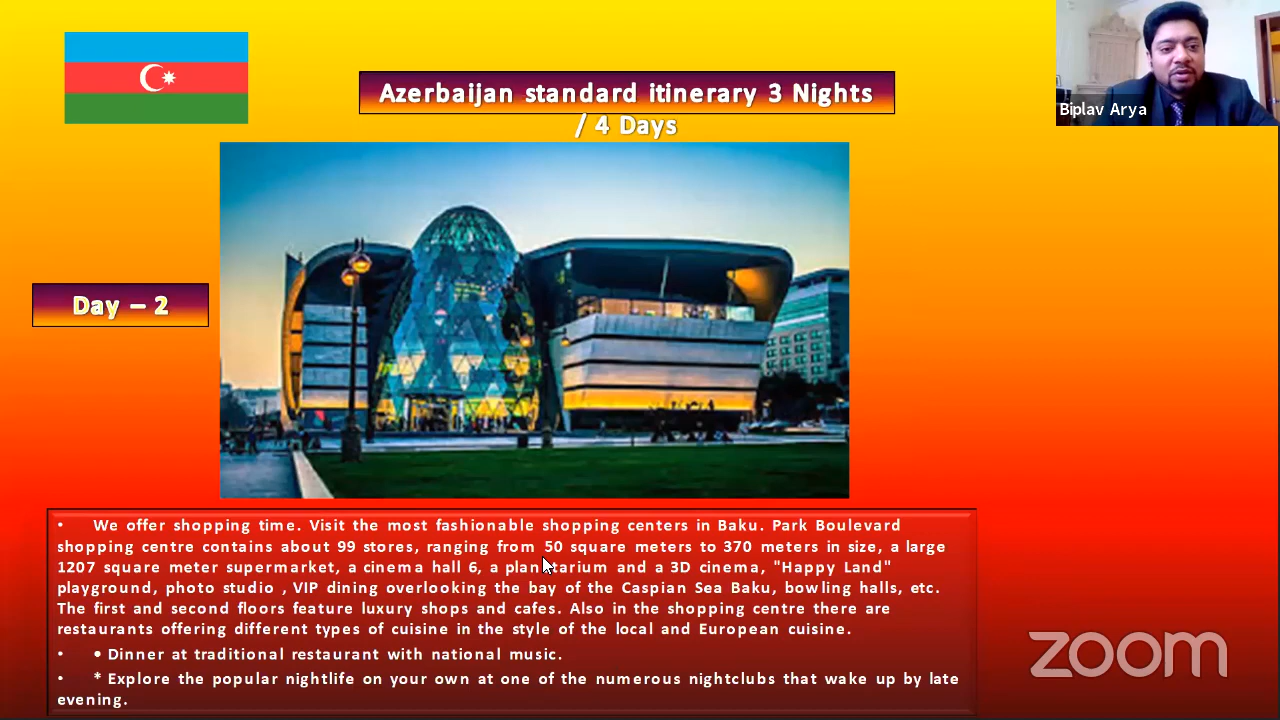 Azerbaijan standard itinerary 3 Nights
/ 4 Days
Biplav Arya
Day – 2
• We offer shopping time. Visit the most fashionable shopping centers in Baku. Park Boulevard
shopping centre contains about 99 stores, ranging from 50 square meters to 370 meters in size, a large
1207 square meter supermarket, a cinema hall 6, a planetarium and a 3D cinema, "Happy Land"
playground, photo studio , VIP dining overlooking the bay of the Caspian Sea Baku, bowling halls, etc.
The first and second floors feature luxury shops and cafes. Also in the shopping centre there are
restaurants offering different types of cuisine in the style of the local and European cuisine.
• • Dinner at traditional restaurant with national music.
• * Explore the popular nightlife on your own at one of the numerous nightclubs that wake up by late
evening.
zoom